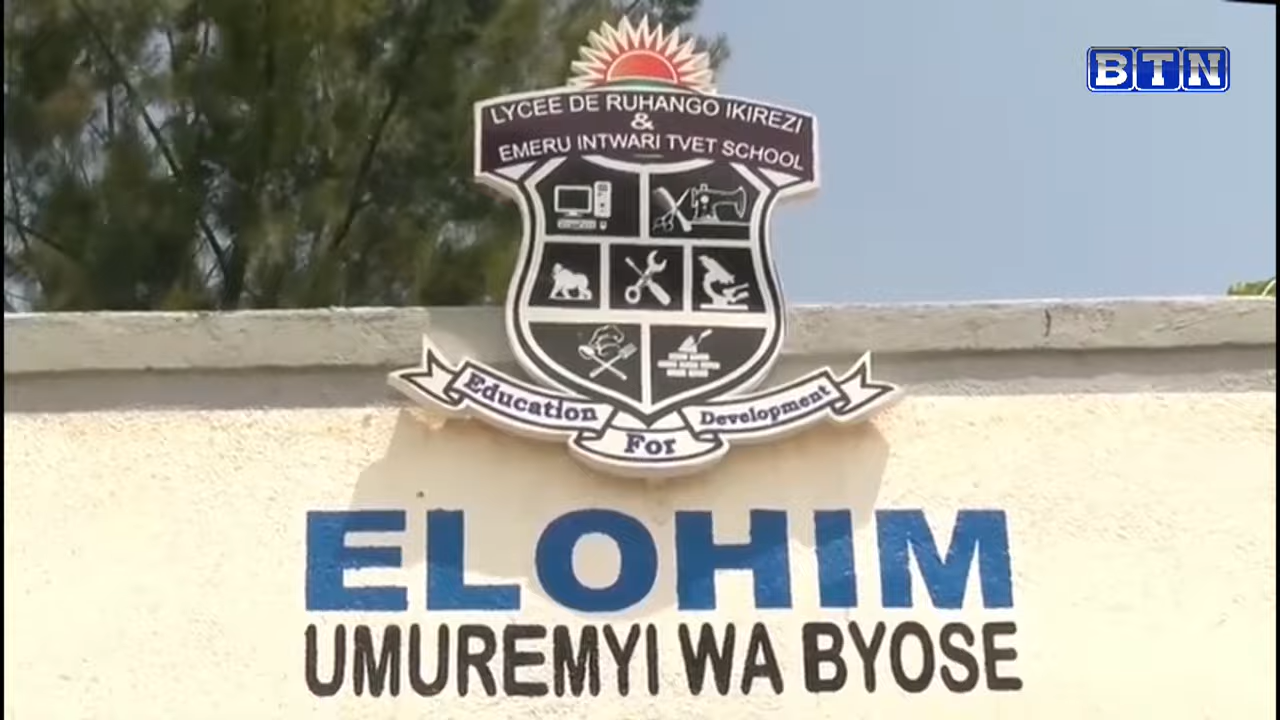 BTN
LYCEE DE RUHANGO IKIREZI
&
EMERU INTWARI TVET SCHOOL
Education For Development
ELOHIM
UMUREMYI WA BYOSE